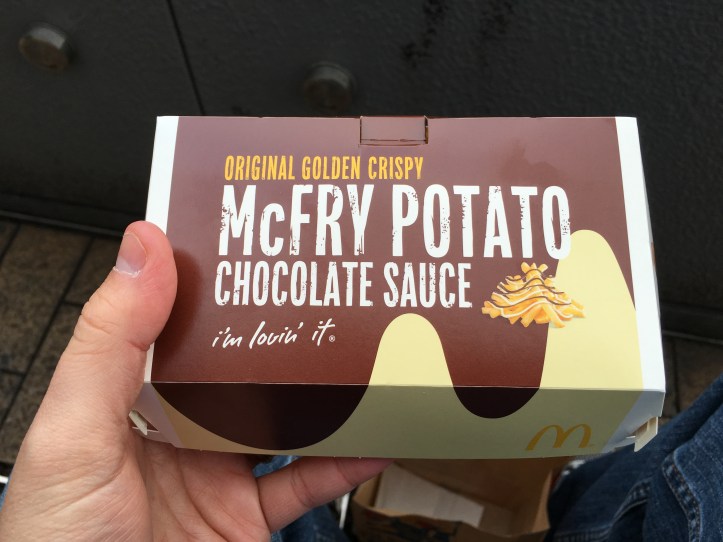 ORIGINAL GOLDEN CRISPY
McFRY POTATO
CHOCOLATE SAUCE
i'm lovin' it®